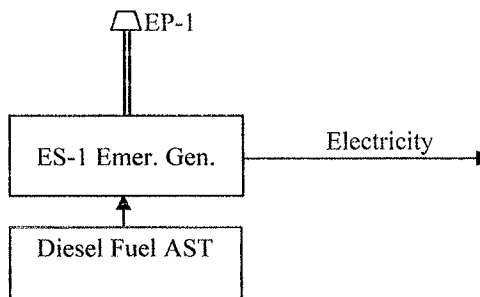 EP-1
ES-1 Emer. Gen.
Electricity
Diesel Fuel AST